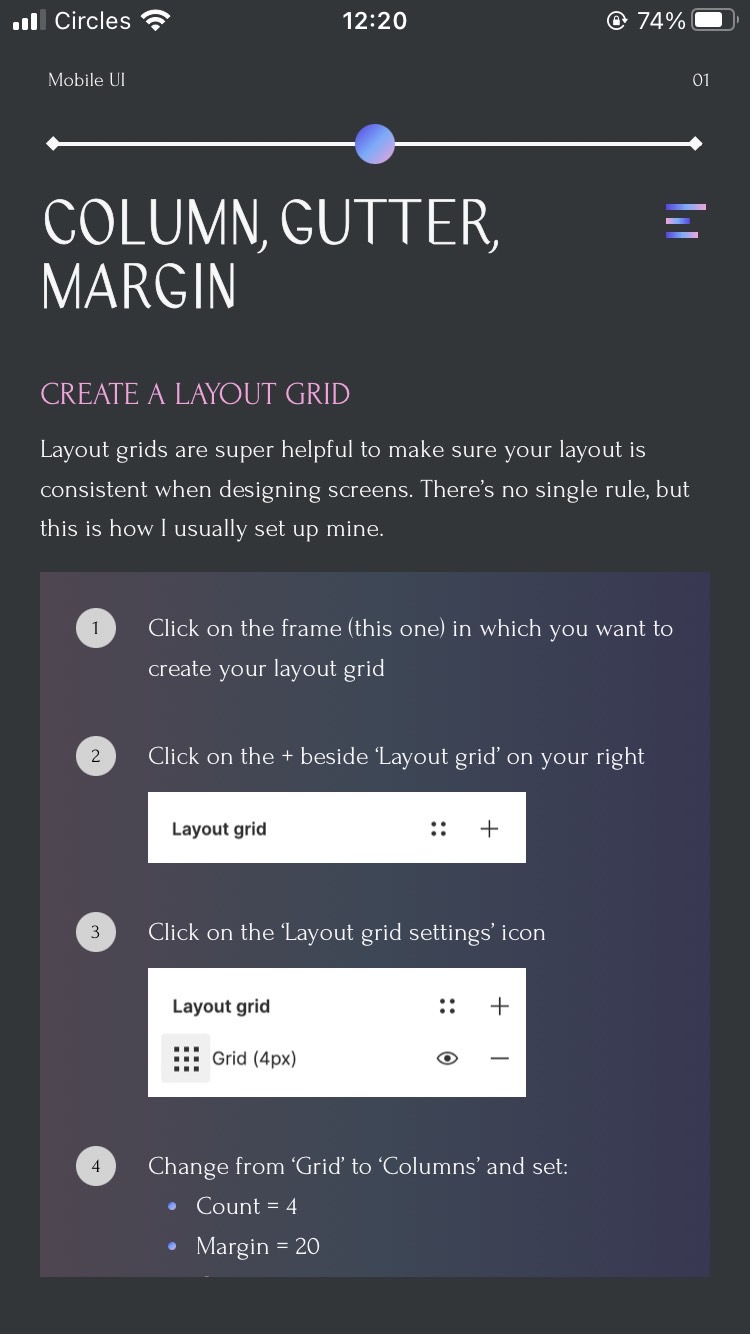 Circles 12:20 74%
Mobile UI 01
COLUMN, GUTTER,
MARGIN
CREATE A LAYOUT GRID
Layout grids are super helpful to make sure your layout is
consistent when designing screens. There’s no single rule, but
this is how I usually set up mine.
1 Click on the frame (this one) in which you want to
create your layout grid
2 Click on the + beside ‘Layout grid’ on your right
Layout grid
3 Click on the ‘Layout grid settings’ icon
Layout grid
Grid (4px)
4 Change from ‘Grid’ to ‘Columns’ and set:
Count = 4
Margin = 20